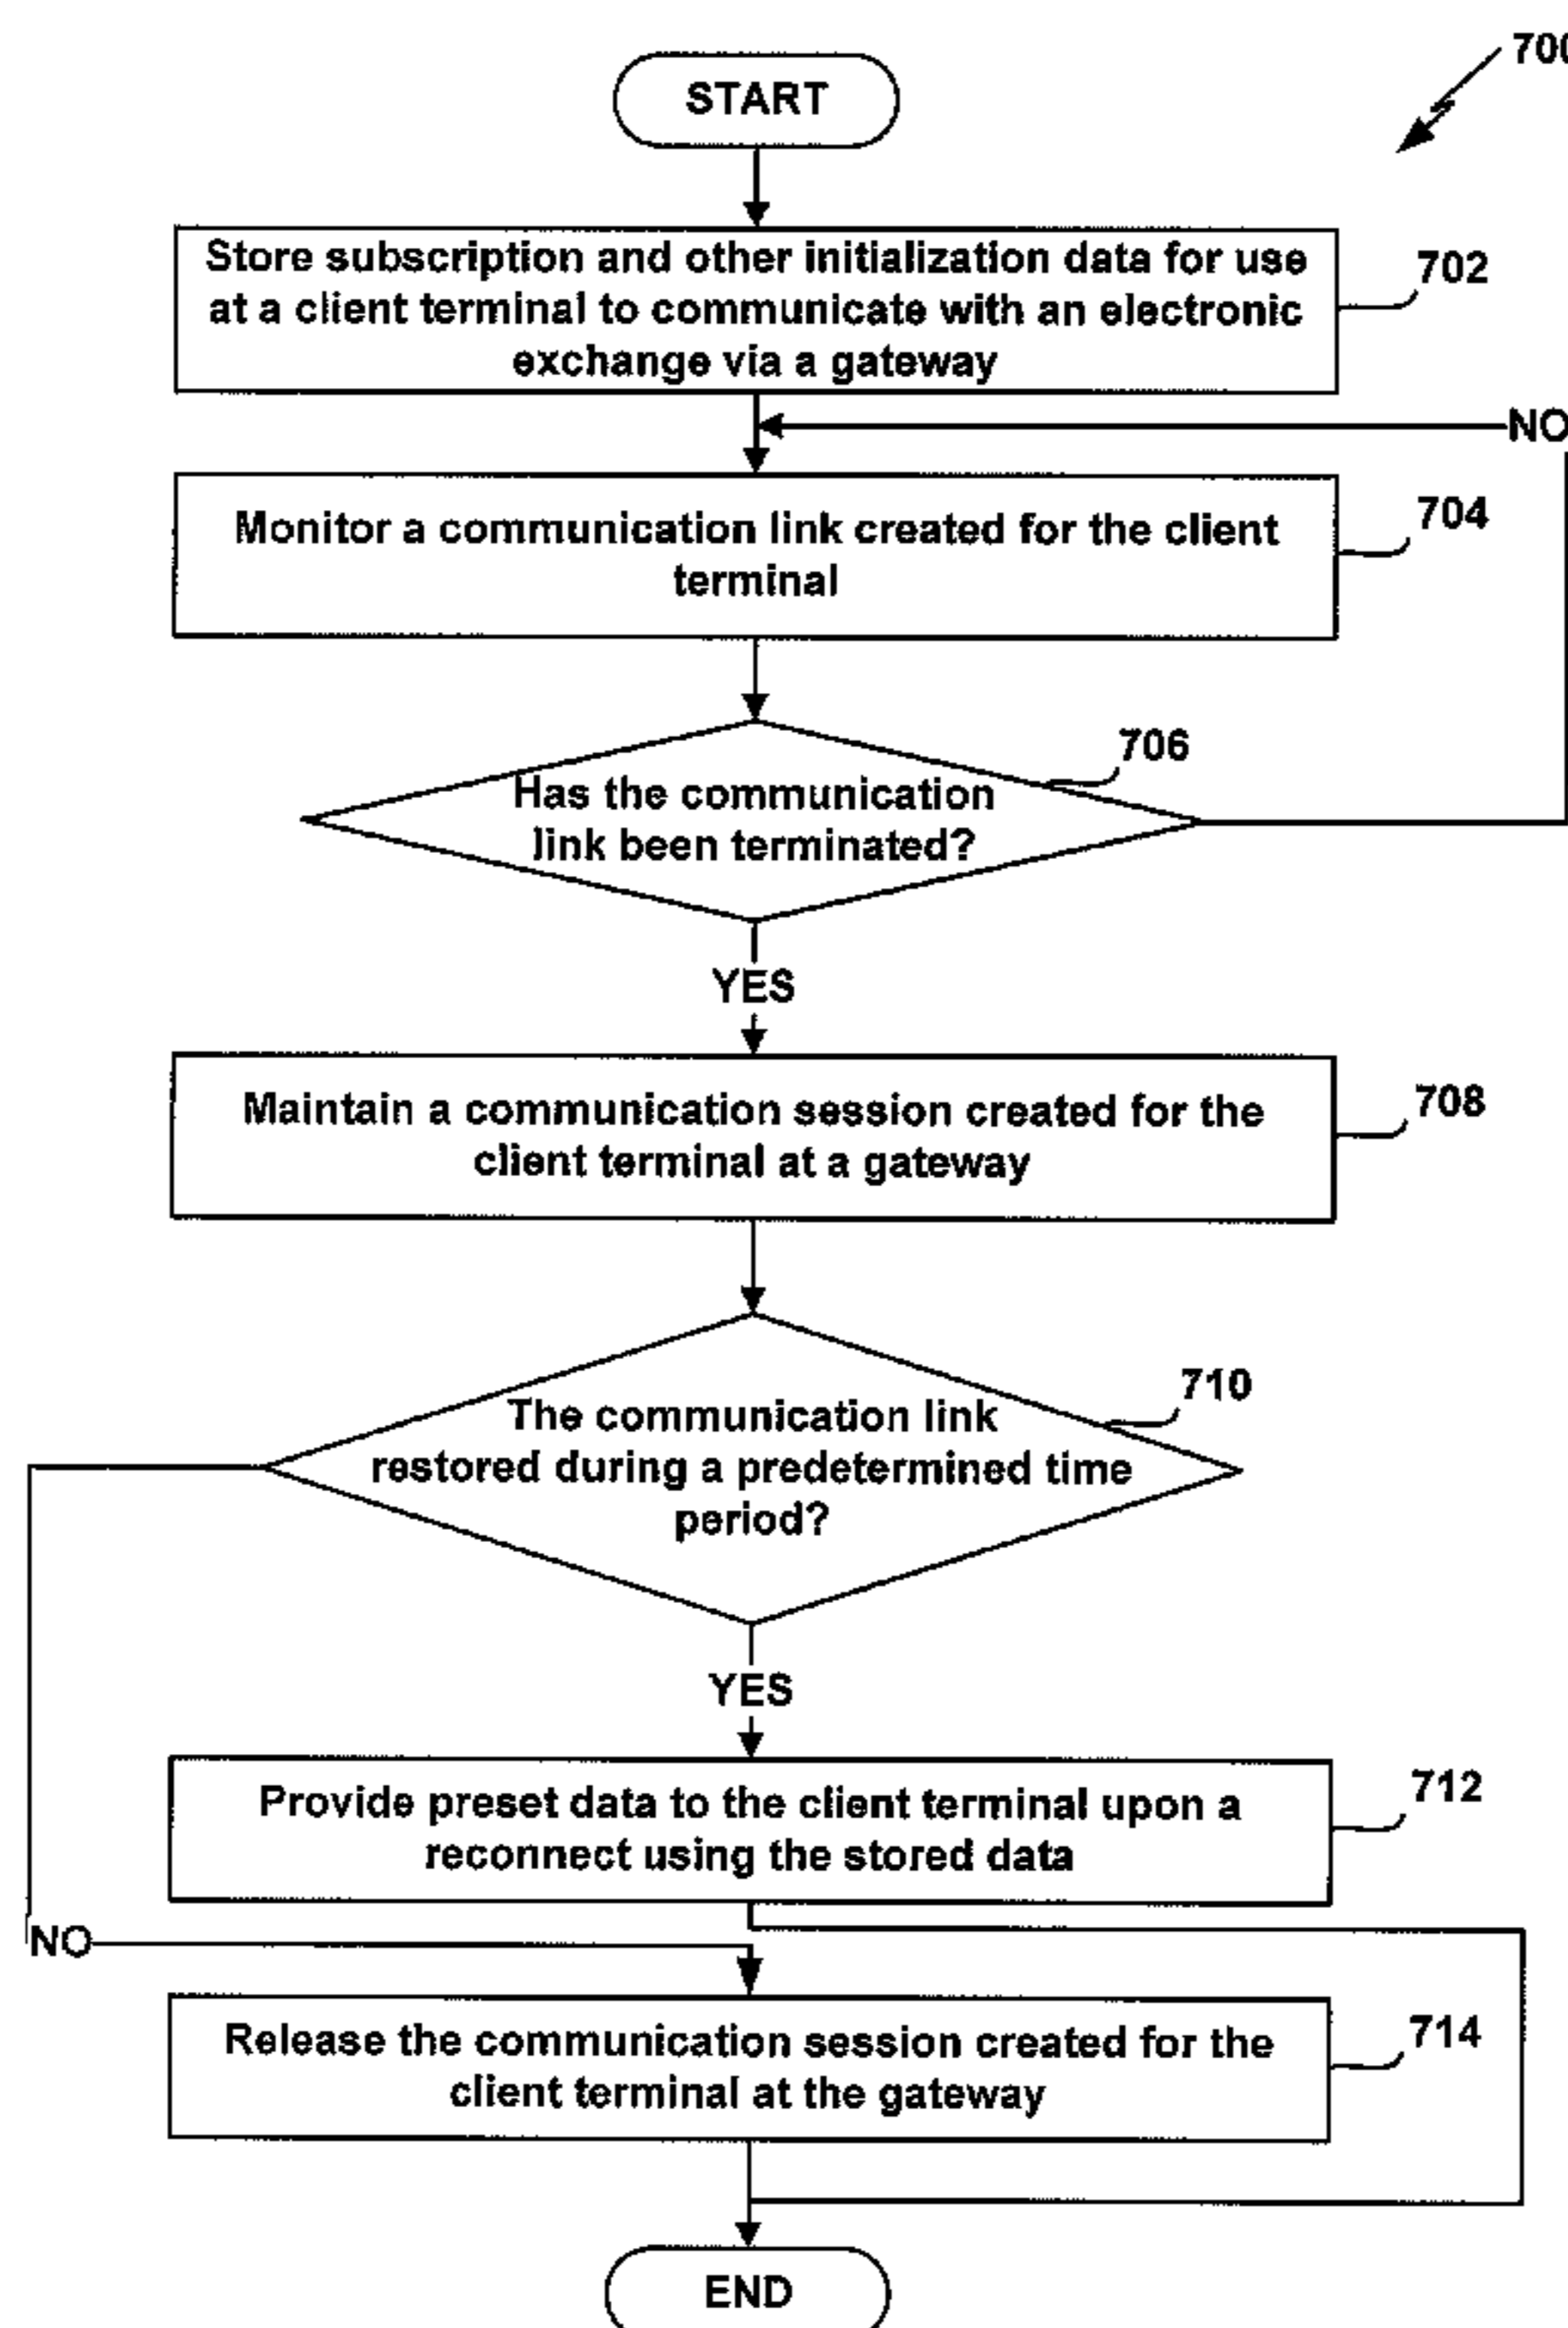 700
START
Store subscription and other initialization data for use
at a client terminal to communicate with an electronic
exchange via a gateway
702
NO
Monitor a communication link created for the client
terminal
704
706
Has the communication
link been terminated?
YES
Maintain a communication session created for the
client terminal at a gateway
708
710
The communication link
restored during a predetermined time
period?
YES
Provide preset data to the client terminal upon a
reconnect using the stored data
712
NO
Release the communication session created for the
client terminal at the gateway
714
END